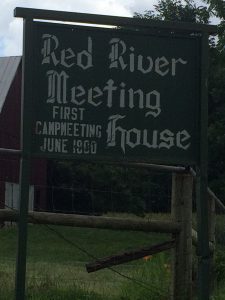 Red River
Meeting
House
FIRST
CAMPMEETING
JUNE 1800